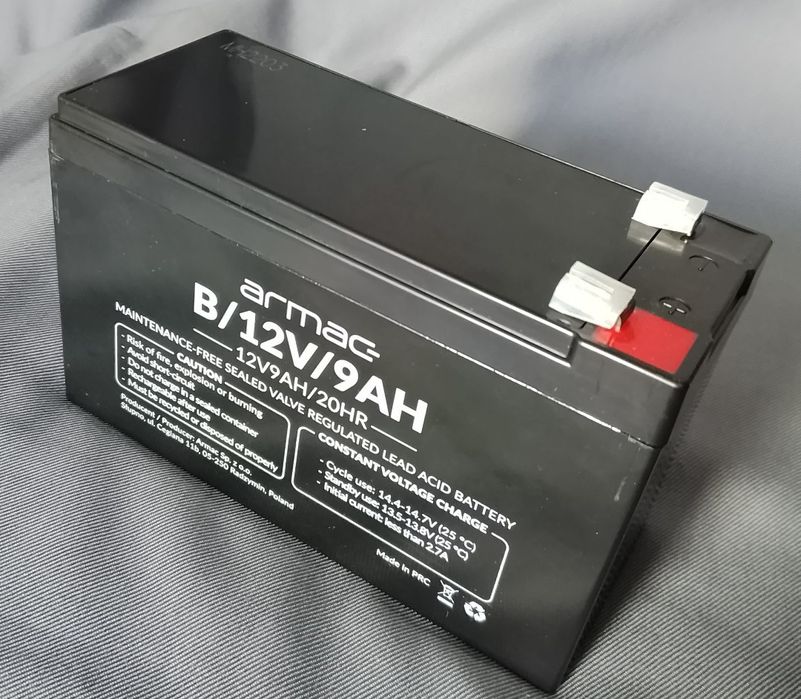 MH2203
armac
B/12V/9AH
12V9AH/20HR
MAINTENANCE-FREE SEALED VALVE REGULATED LEAD ACID BATTERY
CAUTION
- Risk of fire, explosion or burning
- Avoid short-circuit
- Do not charge in a sealed container
- Rechargeable after use
- Must be recycled or disposed of properly
Producent / Producer: Armac sp. z o.o.
Słupno, ul. Ceglana 11b, 05-250 Radzymin, Poland
CONSTANT VOLTAGE CHARGE
- Cycle use: 14.4-14.7V (25 °C)
- Standby use: 13.5-13.8V (25 °C)
- Initial current: less than 2.7A
Made in PRC